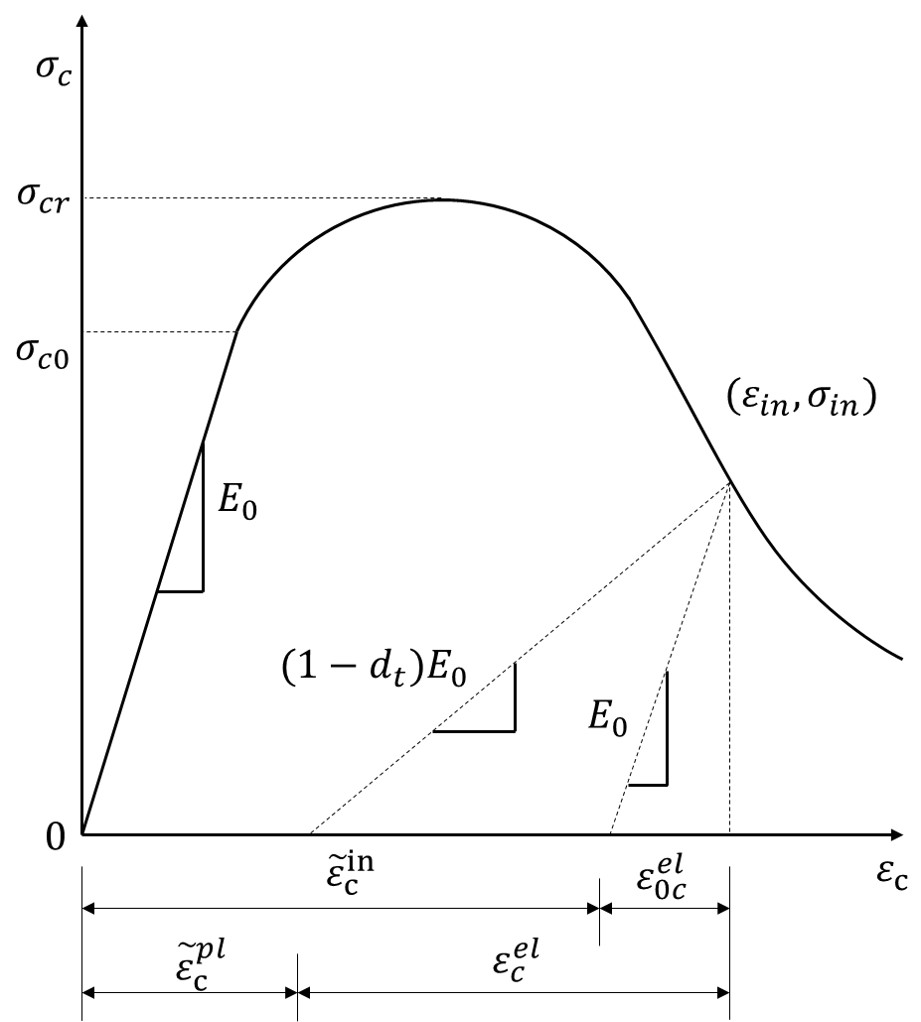 σ_c
σ_cr
σ_c0
(ε_in, σ_in)
E_0
(1 − d_t)E_0
E_0
0
ε_c
ε̃_c^in
ε_0c^el
ε̃_c^pl
ε_c^el